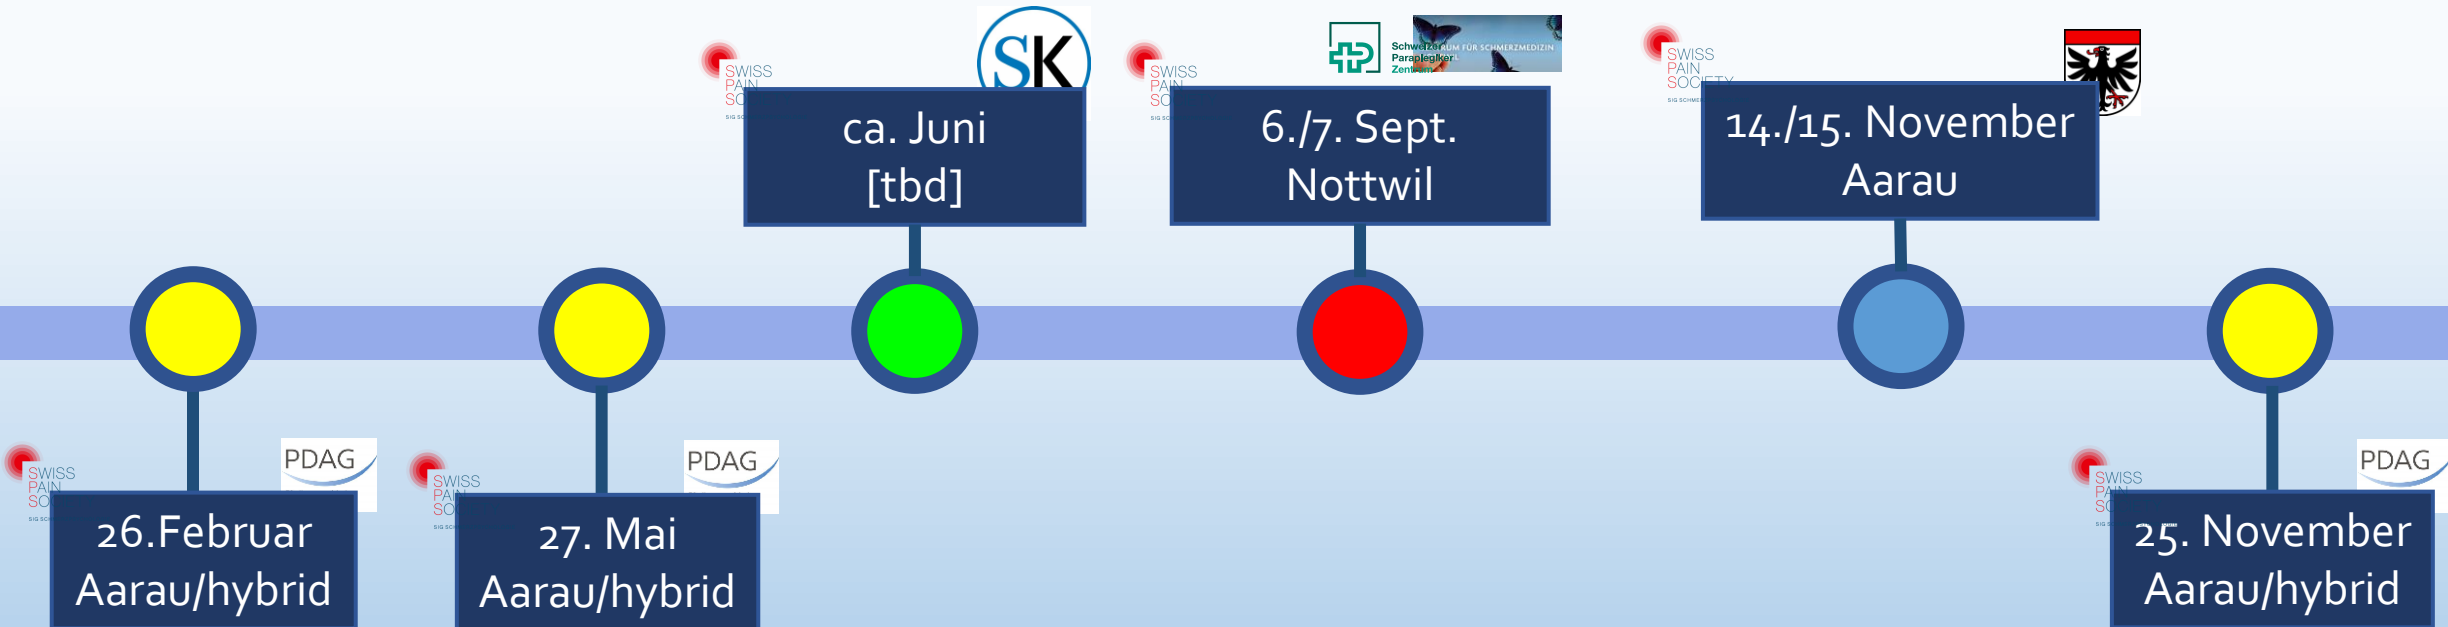 SWISS
PAIN
SK
ca. Juni
[tbd]
SWISS
PAIN
Schweizer
Paraplegiker
Zentrum
FÜR SCHMERZMEDIZIN
6./7. Sept.
Nottwil
SWISS
PAIN
SOCIETY
14./15. November
Aarau
SWISS
PAIN
PDAG
26.Februar
Aarau/hybrid
SWISS
PAIN
PDAG
27. Mai
Aarau/hybrid
SWISS
PAIN
PDAG
25. November
Aarau/hybrid